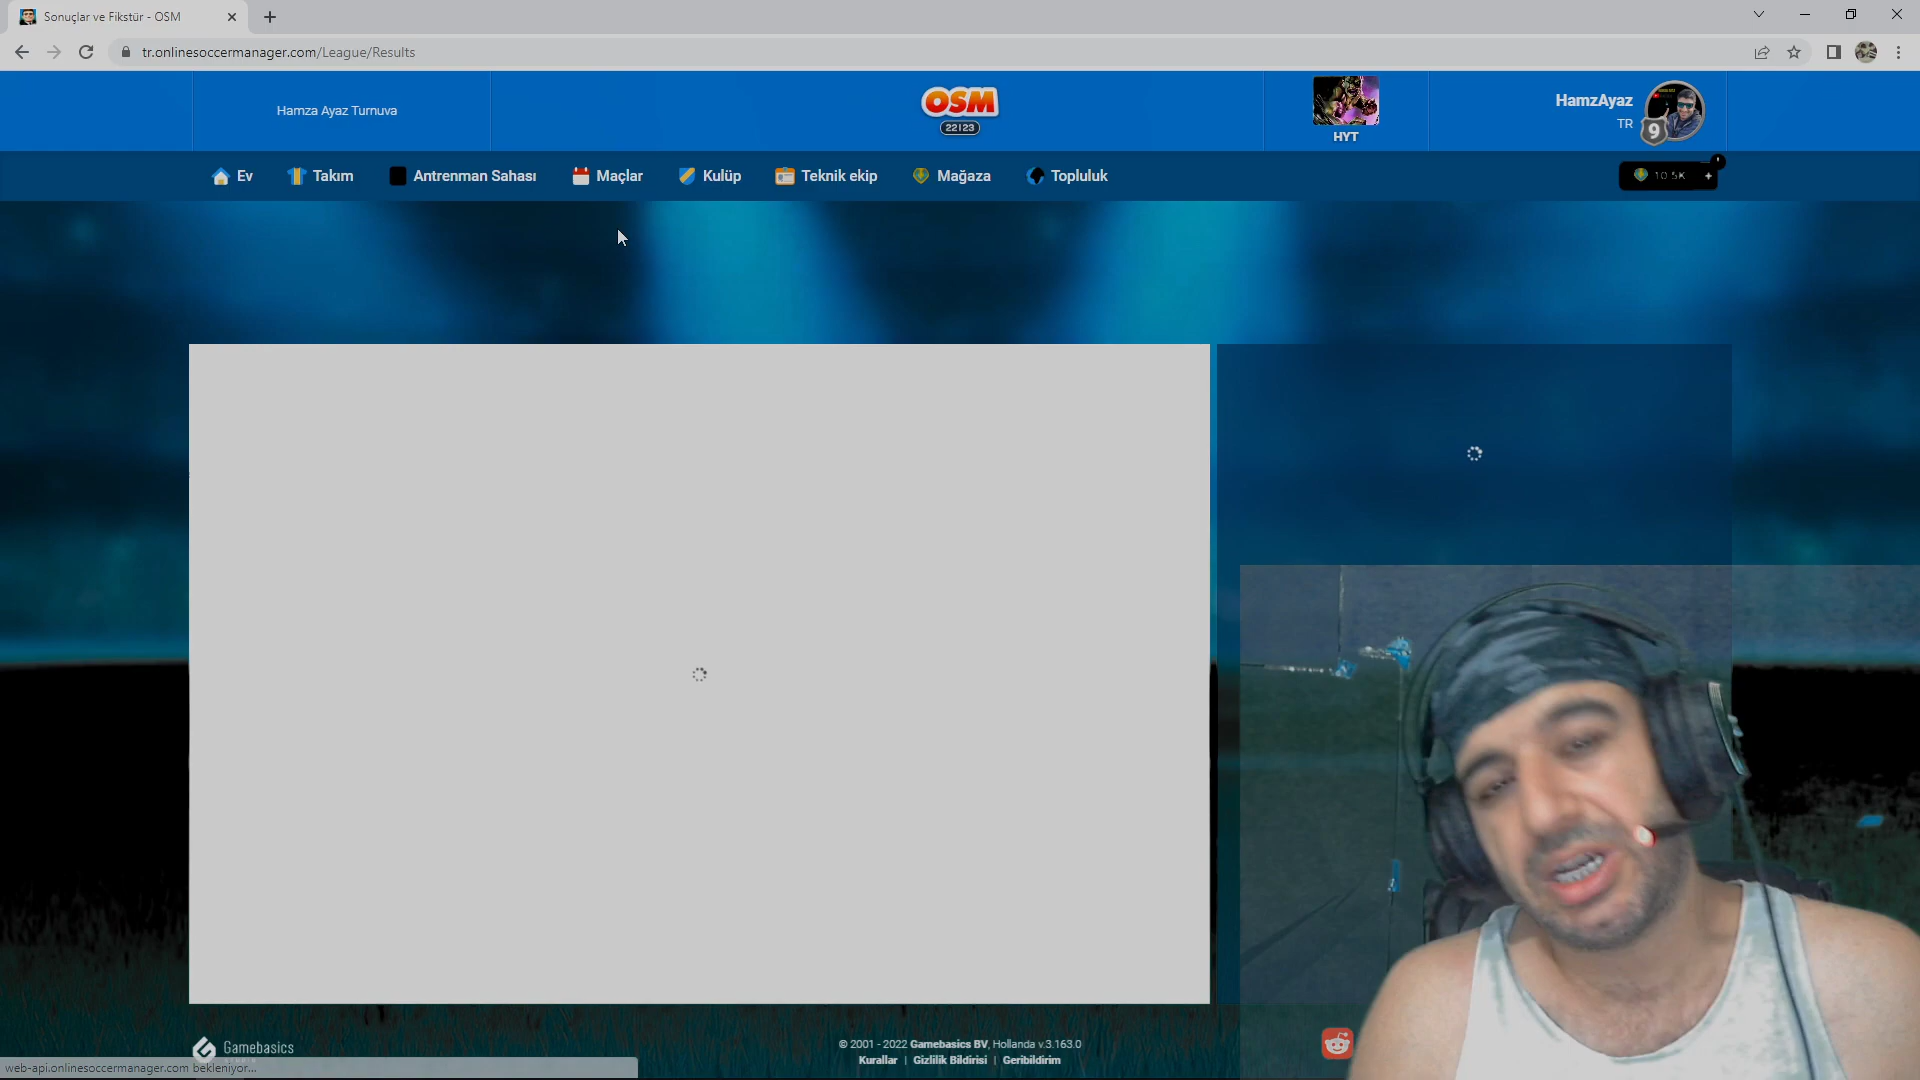 Sonuçlar ve Fikstür - OSM
tr.onlinesoccermanager.com/League/Results
Hamza Ayaz Turnuva
OSM
22|23
HYT
HamzAyaz
TR
9
Ev
Takım
Antrenman Sahası
Maçlar
Kulüp
Teknik ekip
Mağaza
Topluluk
10.5K +
Gamebasics
© 2001 - 2022 Gamebasics BV, Hollanda v.3.163.0
Kurallar | Gizlilik Bildirisi | Geribildirim
web-api.onlinesoccermanager.com bekleniyor...